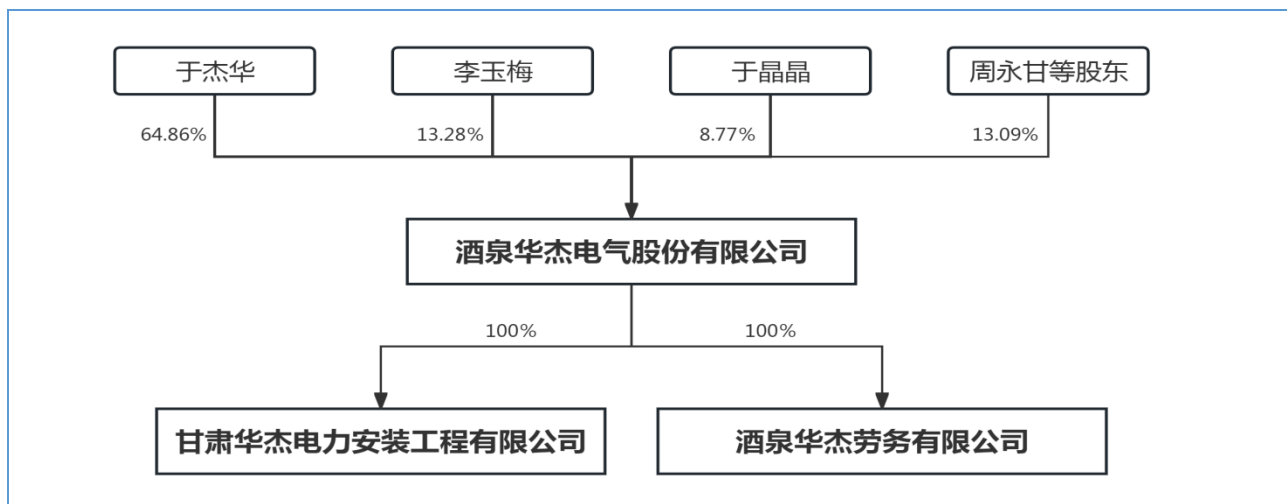 于杰华
李玉梅
于晶晶
周永甘等股东
64.86%
13.28%
8.77%
13.09%
酒泉华杰电气股份有限公司
100%
100%
甘肃华杰电力安装工程有限公司
酒泉华杰劳务有限公司